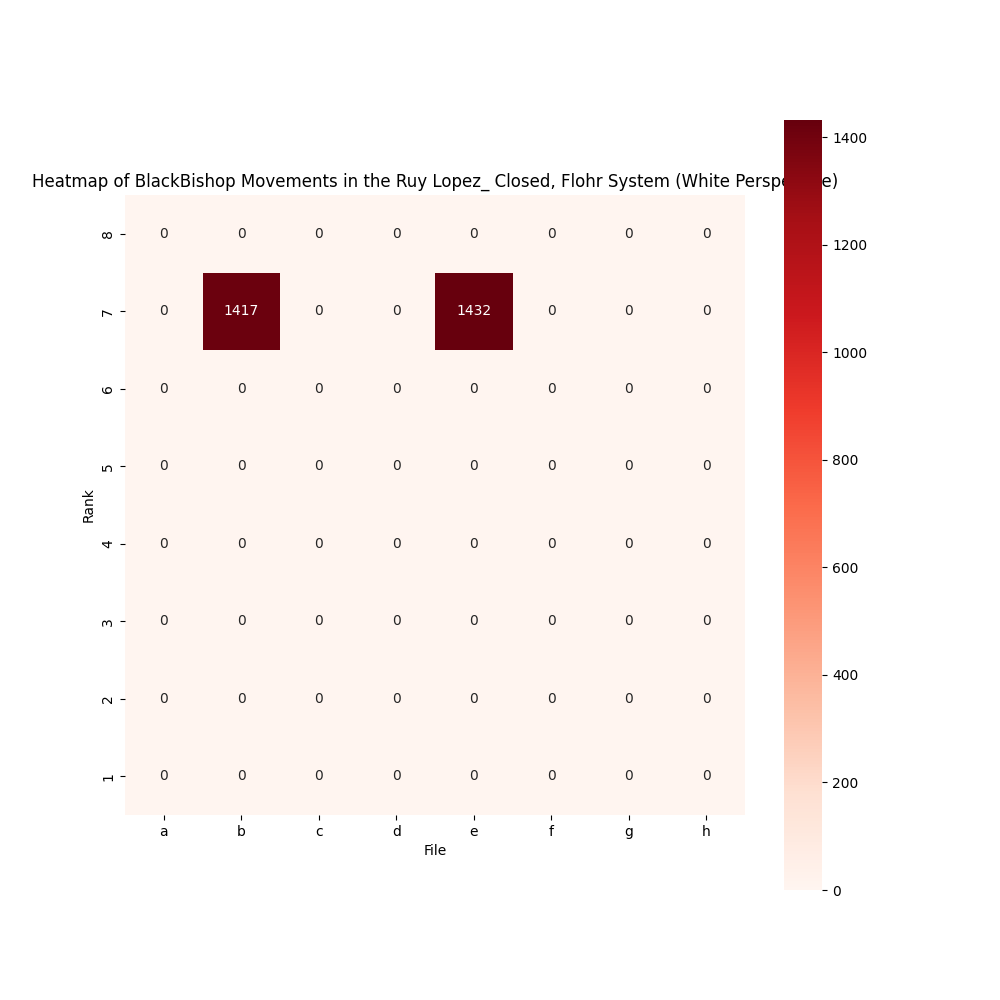 Heatmap of BlackBishop Movements in the Ruy Lopez_ Closed, Flohr System (White Perspe e)
8 0 0 0 0 0 0 0 0
7 0 1417 0 0 1432 0 0 0
6 0 0 0 0 0 0 0 0
5 0 0 0 0 0 0 0 0
4 0 0 0 0 0 0 0 0
3 0 0 0 0 0 0 0 0
2 0 0 0 0 0 0 0 0
1 0 0 0 0 0 0 0 0
Rank
a b c d e f g h
File
1400
1200
1000
800
600
400
200
0